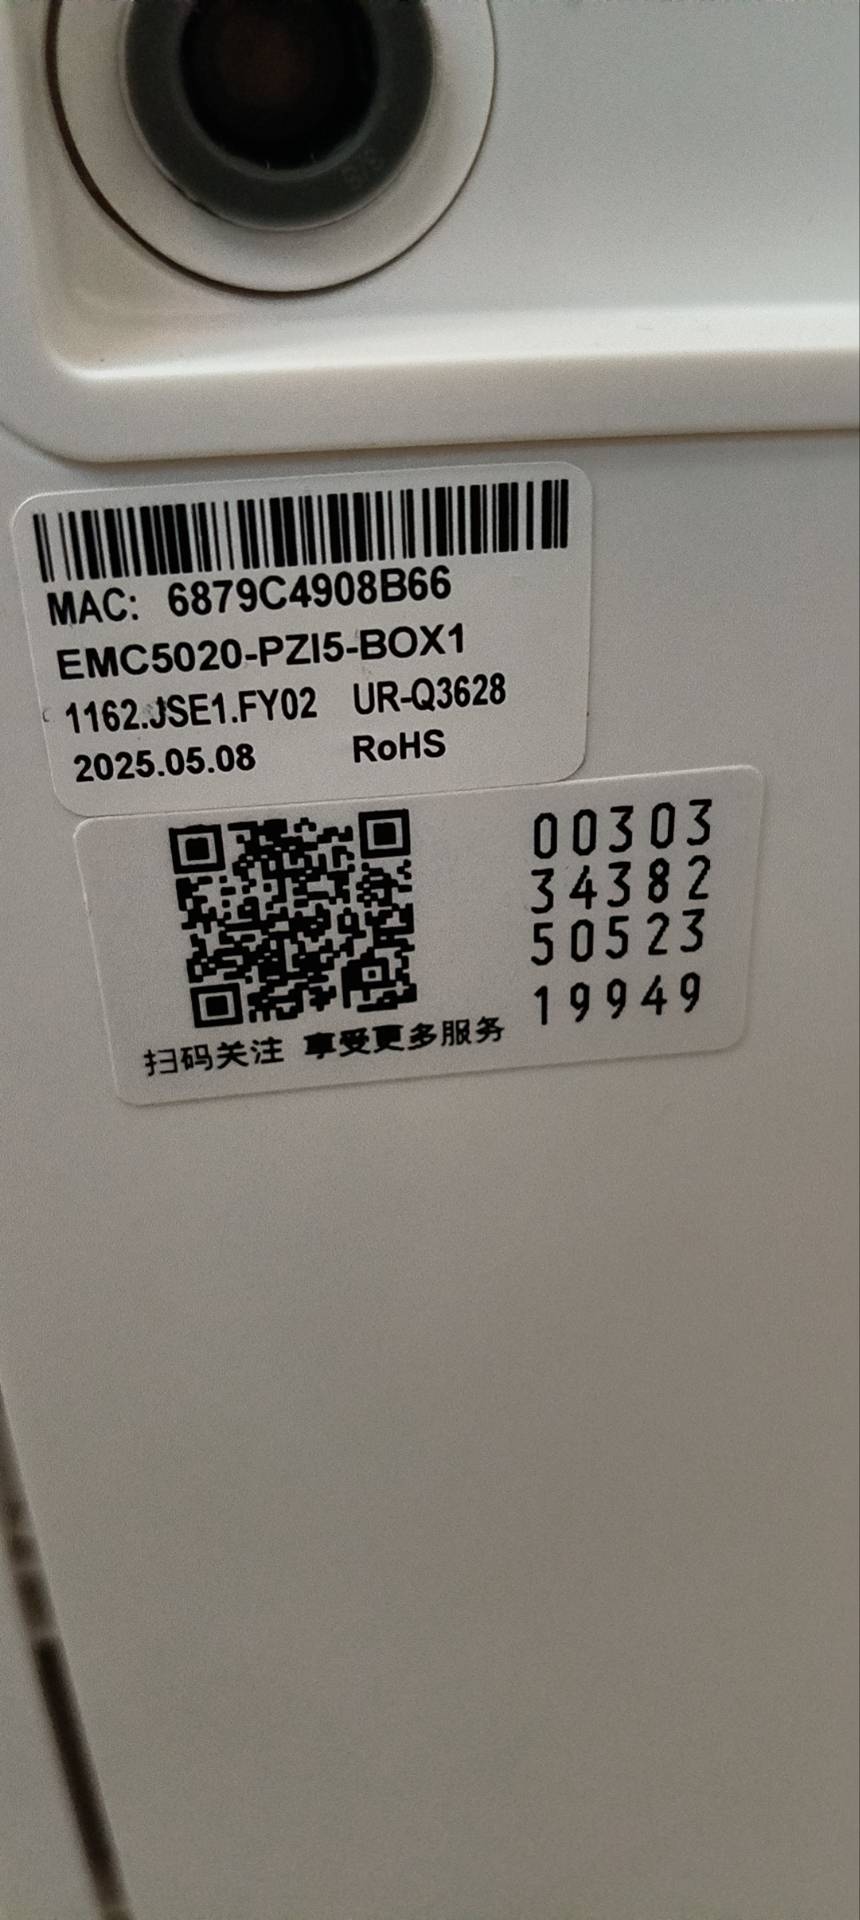 MAC: 6879C4908B66
EMC5020-PZI5-BOX1
1162.JSE1.FY02 UR-Q3628
2025.05.08 RoHS
00303
34382
50523
19949
扫码关注 享受更多服务